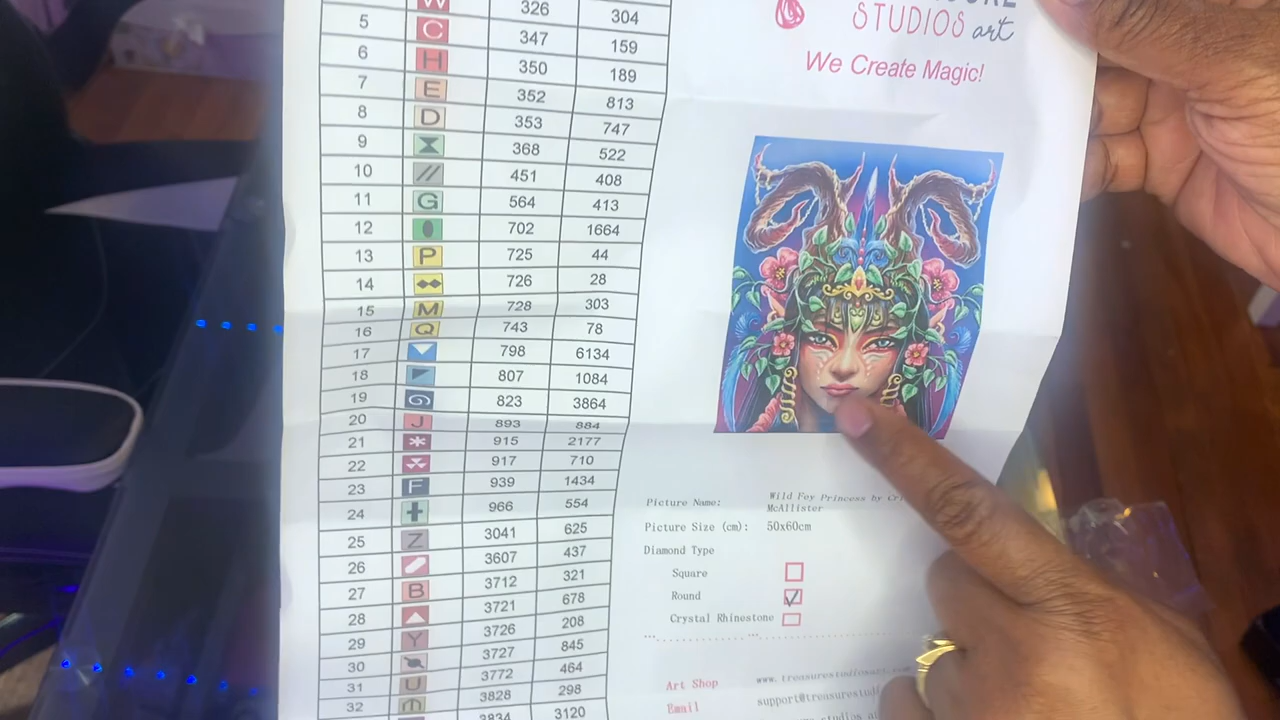 W 326 304
5 C 347 159
6 H 350 189
7 E 352 813
8 D 353 747
9 368 522
10 // 451 408
11 G 564 413
12 702 1664
13 P 725 44
14 726 28
15 M 728 303
16 Q 743 78
17 798 6134
18 807 1084
19 823 3864
20 J 893 884
21 * 915 2177
22 917 710
23 F 939 1434
24 + 966 554
25 Z 3041 625
26 3607 437
27 B 3712 321
28 3721 678
29 Y 3726 208
30 3727 845
31 U 3772 464
32 m 3828 298
3834 3120
STUDIOS art
We Create Magic!
Picture Name: Wild Fey Princess by
McAllister
Picture Size (cm): 50x60cm
Diamond Type
Square
Round
Crystal Rhinestone
Art Shop
Email